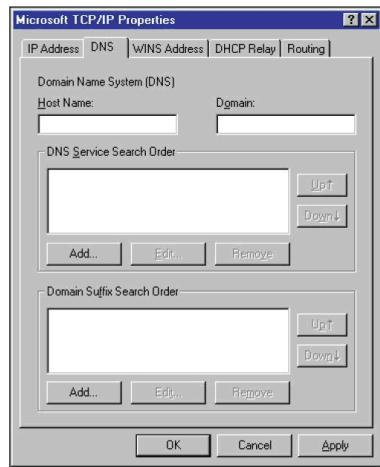 Microsoft TCP/IP Properties ? X
IP Address DNS WINS Address DHCP Relay Routing
Domain Name System (DNS)
Host Name: Domain:
DNS Service Search Order
Up↑
Down↓
Add... Edit... Remove
Domain Suffix Search Order
Up↑
Down↓
Add... Edit... Remove
OK Cancel Apply